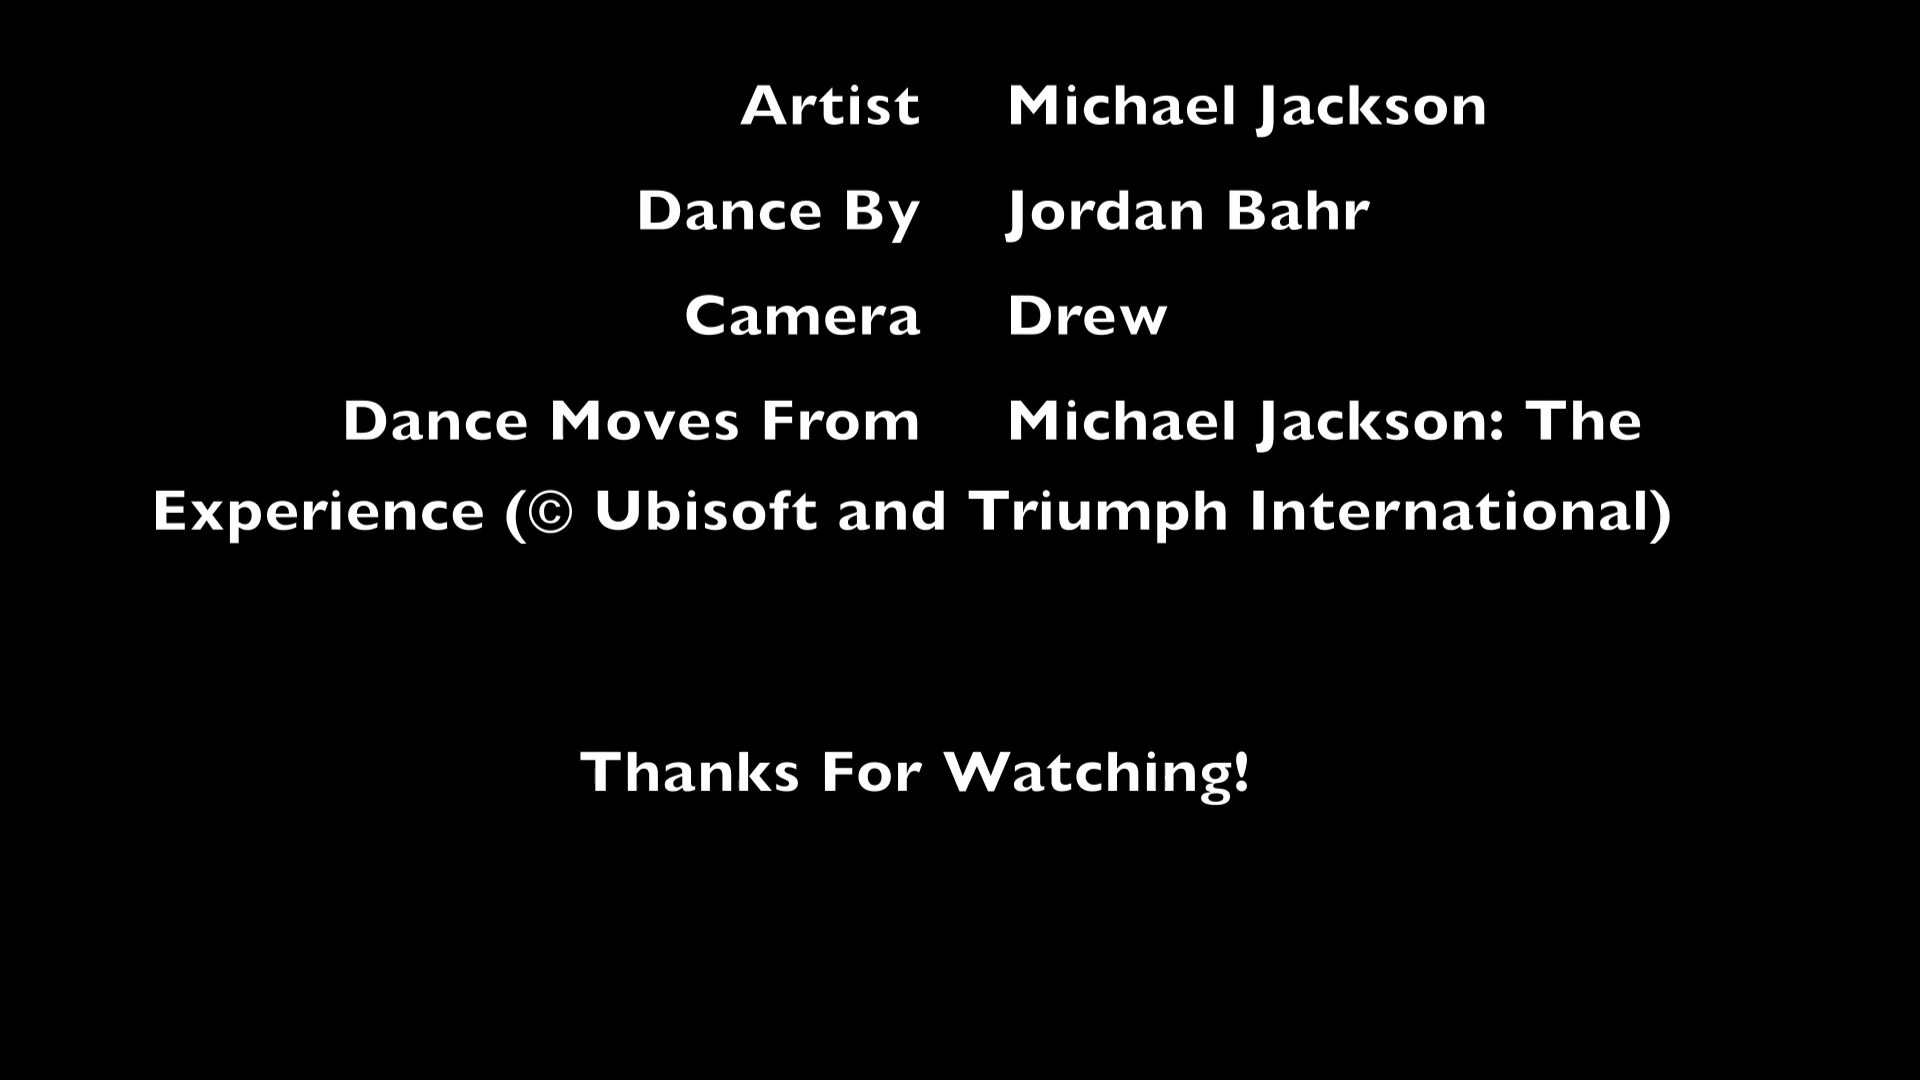 Artist Michael Jackson
Dance By Jordan Bahr
Camera Drew
Dance Moves From Michael Jackson: The
Experience (© Ubisoft and Triumph International)
Thanks For Watching!